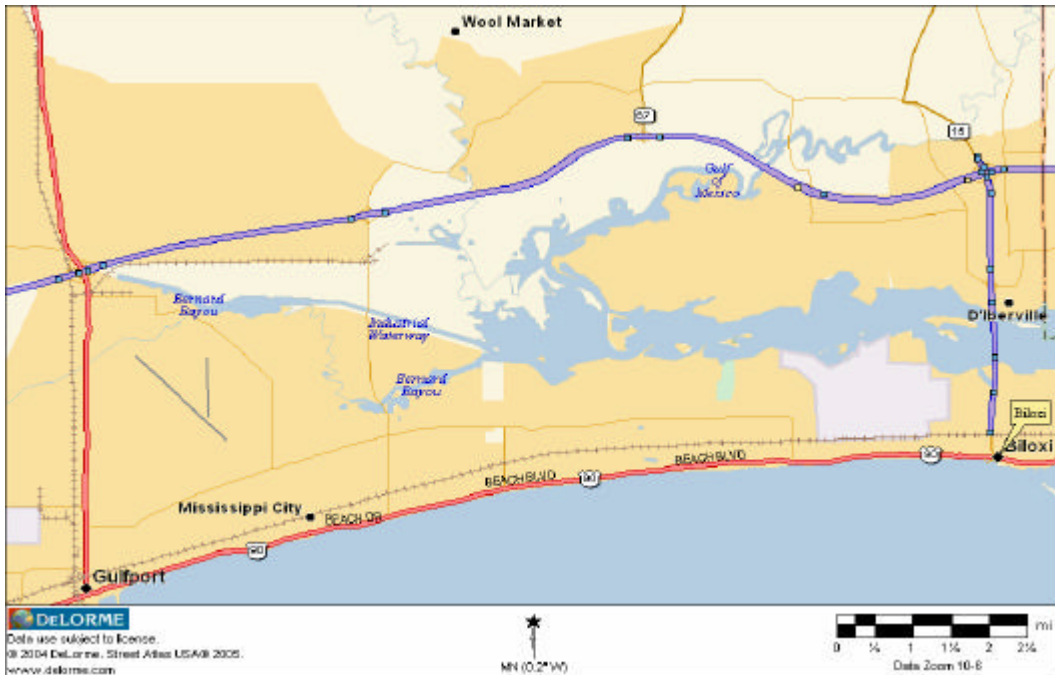 Wool Market
67
15
Gulf
of
Mexico
D'Iberville
Bernard
Bayou
Industrial
Waterway
Bernard
Bayou
Biloxi
Biloxi
90
BEACH BLVD
BEACH BLVD
90
BEACH DR
Mississippi City
90
Gulfport
DELORME
Data use subject to license.
© 2004 DeLorme. Street Atlas USA® 2005.
www.delorme.com
MN (0.2° W)
mi
0 ½ 1 1½ 2 2½
Data Zoom 10-6